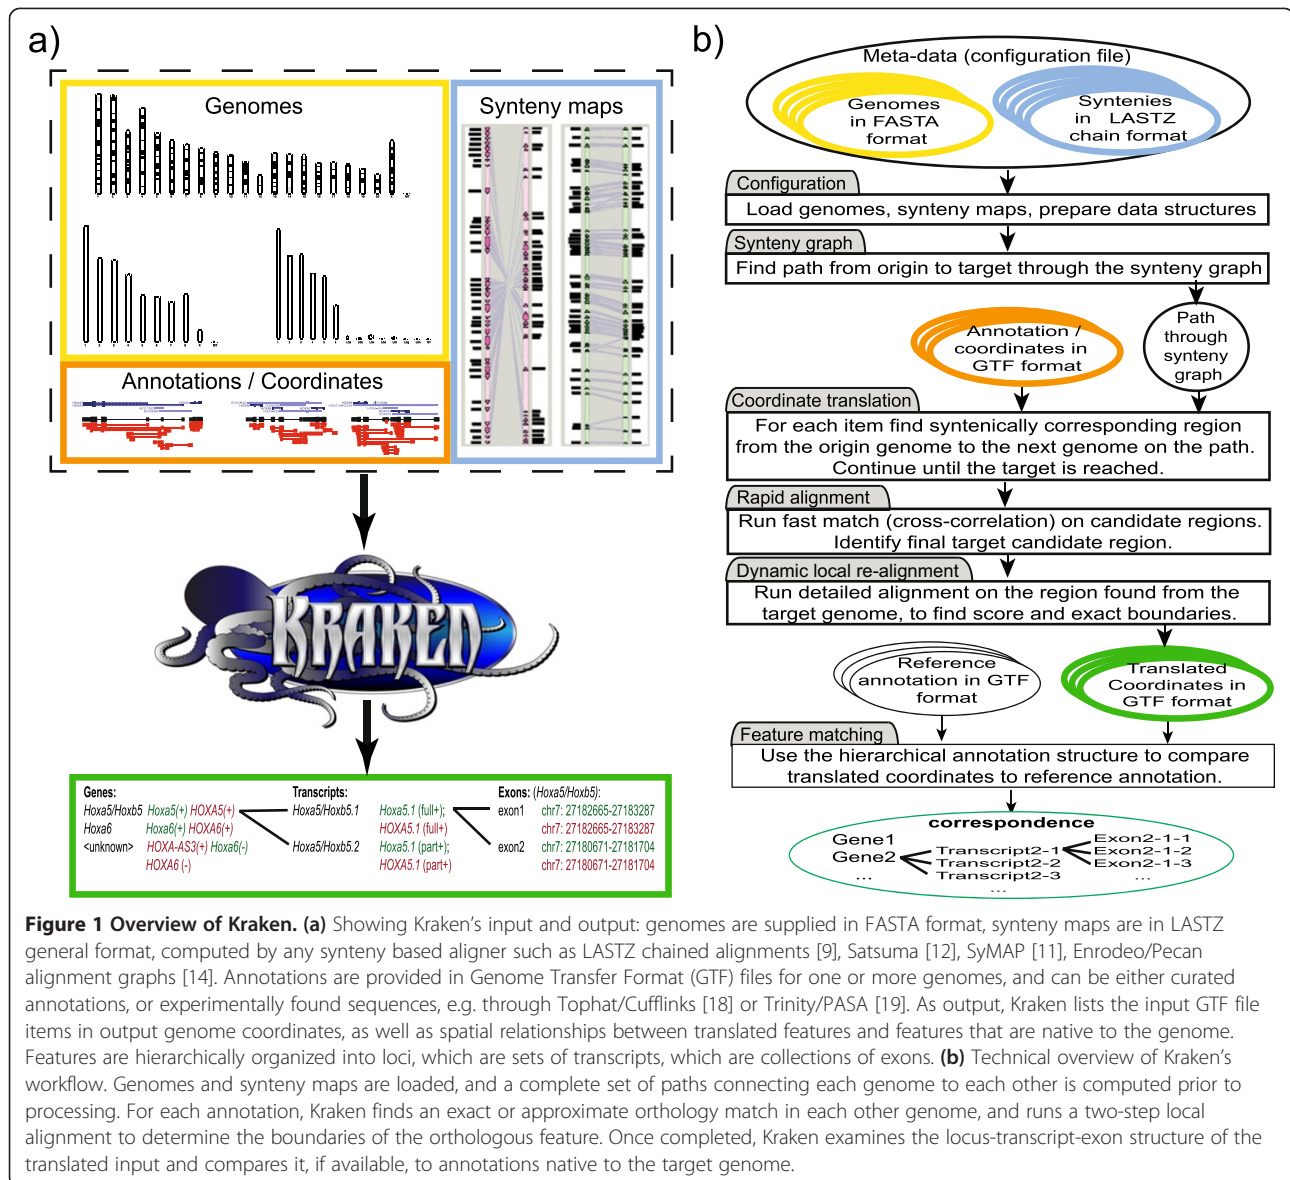 a)
Genomes
Synteny maps
Annotations / Coordinates
KRAKEN
Genes:
Transcripts:
Exons: (Hoxa5/Hoxb5):
Hoxa5/Hoxb5 Hoxa5(+) HOXA5(+)
Hoxa6 Hoxa6(+) HOXA6(+)
<unknown> HOXA-AS3(+) Hoxa6(-)
HOXA6 (-)
Hoxa5/Hoxb5.1 Hoxa5.1 (full+);
HOXA5.1 (full+)
Hoxa5/Hoxb5.2 Hoxa5.1 (part+);
HOXA5.1 (part+)
exon1 chr7: 27182665-27183287
chr7: 27182665-27183287
exon2 chr7: 27180671-27181704
chr7: 27180671-27181704
b)
Meta-data (configuration file)
Genomes
in FASTA
format
Syntenies
in LASTZ
chain format
Configuration
Load genomes, synteny maps, prepare data structures
Synteny graph
Find path from origin to target through the synteny graph
Annotation /
coordinates in
GTF format
Path
through
synteny
graph
Coordinate translation
For each item find syntenically corresponding region
from the origin genome to the next genome on the path.
Continue until the target is reached.
Rapid alignment
Run fast match (cross-correlation) on candidate regions.
Identify final target candidate region.
Dynamic local re-alignment
Run detailed alignment on the region found from the
target genome, to find score and exact boundaries.
Reference
annotation in GTF
format
Translated
Coordinates in
GTF format
Feature matching
Use the hierarchical annotation structure to compare
translated coordinates to reference annotation.
correspondence
Gene1
Gene2
...
Transcript2-1
Transcript2-2
Transcript2-3
...
Exon2-1-1
Exon2-1-2
Exon2-1-3
...
Figure 1 Overview of Kraken. (a) Showing Kraken's input and output: genomes are supplied in FASTA format, synteny maps are in LASTZ
general format, computed by any synteny based aligner such as LASTZ chained alignments [9], Satsuma [12], SyMAP [11], Enrodeo/Pecan
alignment graphs [14]. Annotations are provided in Genome Transfer Format (GTF) files for one or more genomes, and can be either curated
annotations, or experimentally found sequences, e.g. through Tophat/Cufflinks [18] or Trinity/PASA [19]. As output, Kraken lists the input GTF file
items in output genome coordinates, as well as spatial relationships between translated features and features that are native to the genome.
Features are hierarchically organized into loci, which are sets of transcripts, which are collections of exons. (b) Technical overview of Kraken's
workflow. Genomes and synteny maps are loaded, and a complete set of paths connecting each genome to each other is computed prior to
processing. For each annotation, Kraken finds an exact or approximate orthology match in each other genome, and runs a two-step local
alignment to determine the boundaries of the orthologous feature. Once completed, Kraken examines the locus-transcript-exon structure of the
translated input and compares it, if available, to annotations native to the target genome.